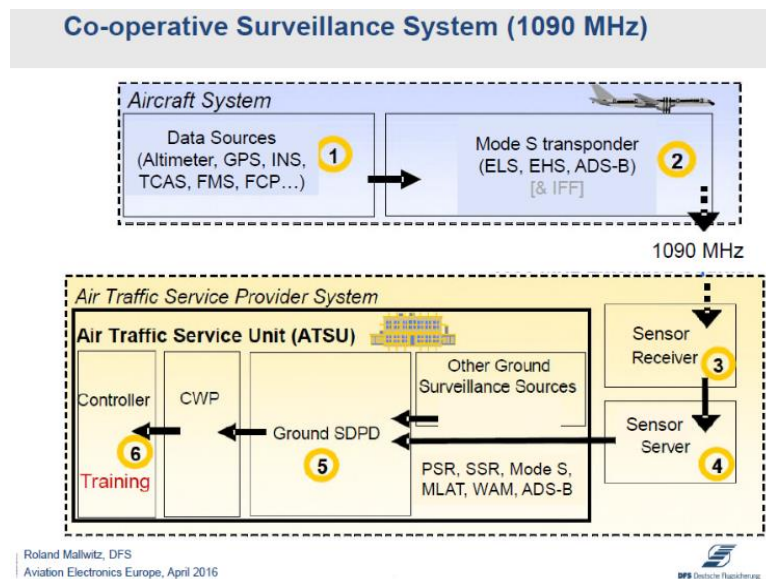 Co-operative Surveillance System (1090 MHz)
Aircraft System
Data Sources
(Altimeter, GPS, INS,
TCAS, FMS, FCP…)
1
Mode S transponder
(ELS, EHS, ADS-B)
[& IFF]
2
1090 MHz
Air Traffic Service Provider System
Air Traffic Service Unit (ATSU)
Sensor
Receiver
3
Other Ground
Surveillance Sources
Controller
CWP
Ground SDPD
Sensor
Server
4
6
5
Training
PSR, SSR, Mode S,
MLAT, WAM, ADS-B
Roland Mallwitz, DFS
Aviation Electronics Europe, April 2016
DFS Deutsche Flugsicherung